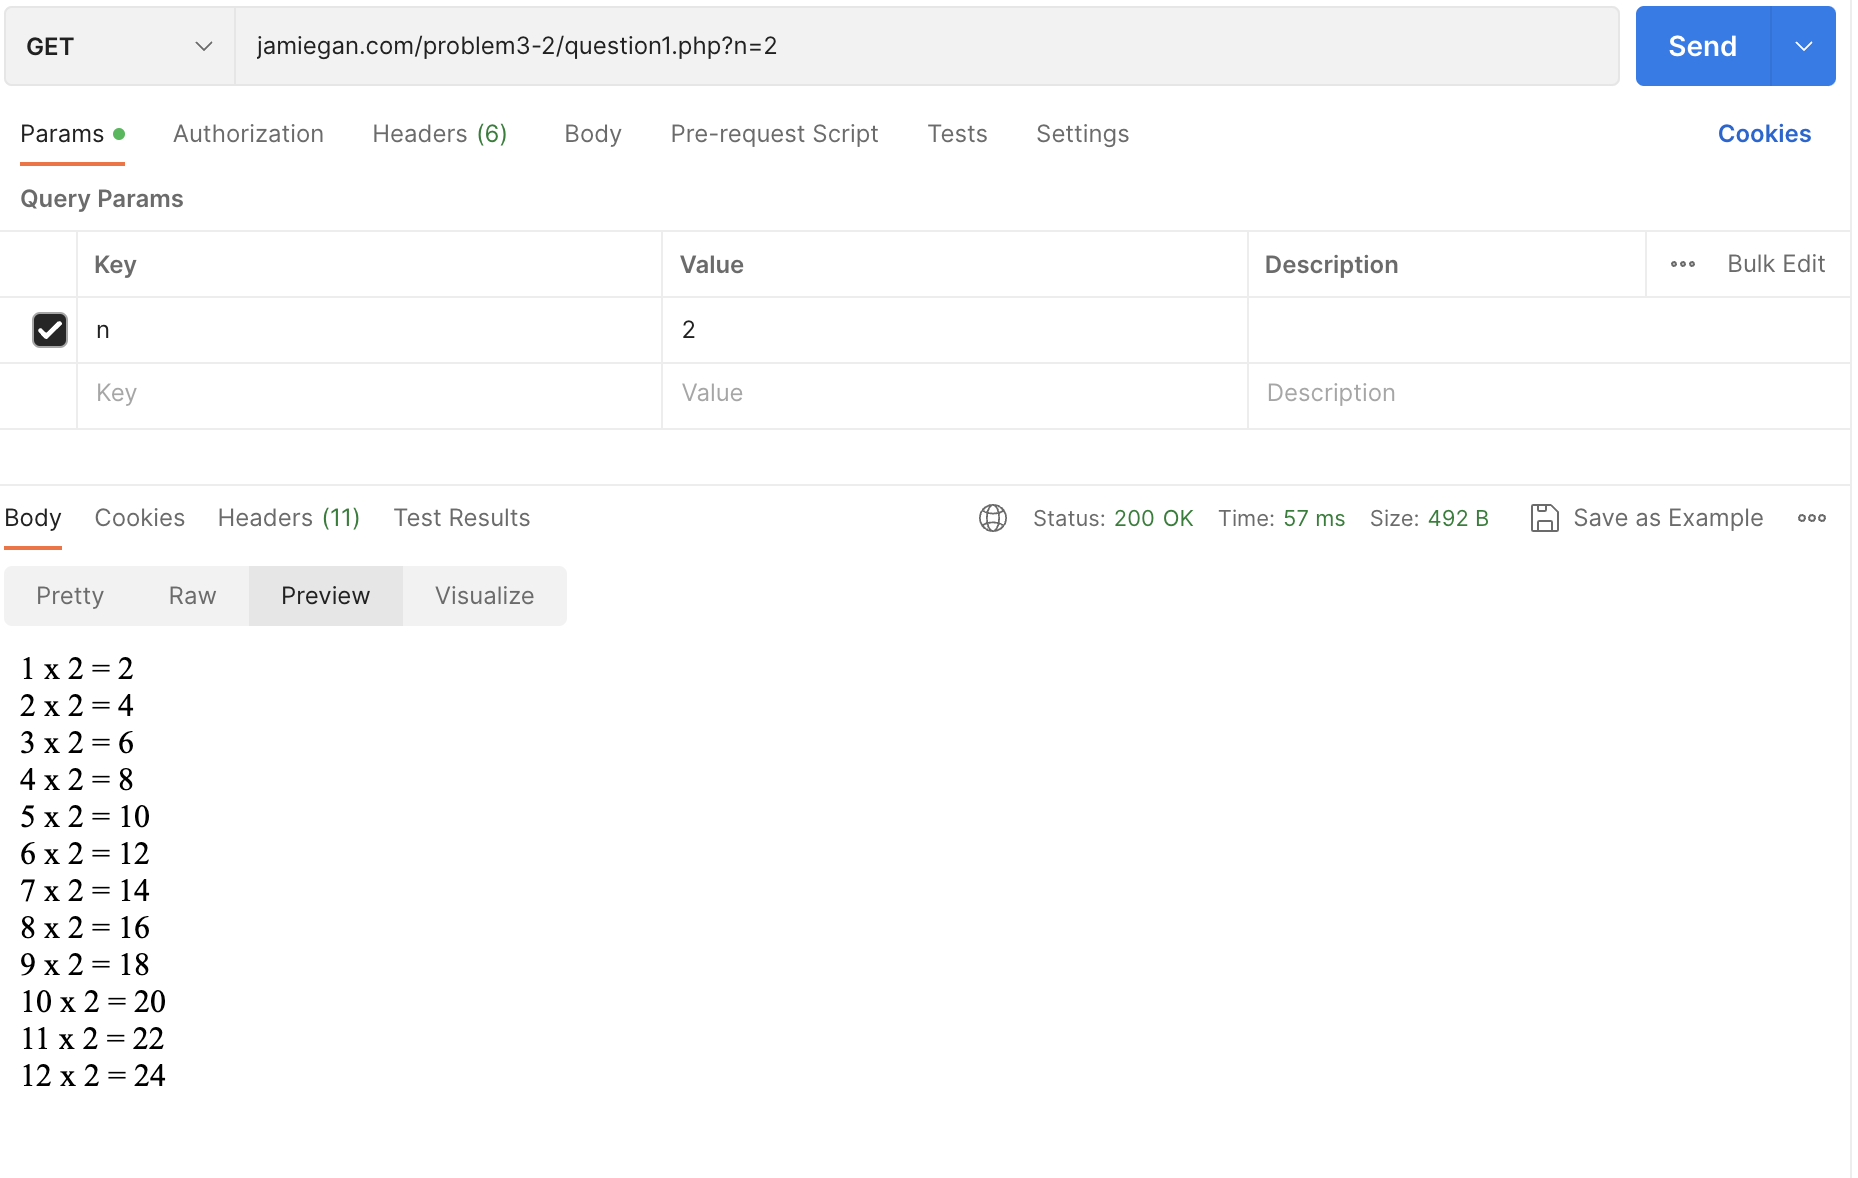 GET jamiegan.com/problem3-2/question1.php?n=2 Send
Params Authorization Headers (6) Body Pre-request Script Tests Settings Cookies
Query Params
Key Value Description Bulk Edit
n 2
Key Value Description
Body Cookies Headers (11) Test Results Status: 200 OK Time: 57 ms Size: 492 B Save as Example
Pretty Raw Preview Visualize
1 x 2 = 2
2 x 2 = 4
3 x 2 = 6
4 x 2 = 8
5 x 2 = 10
6 x 2 = 12
7 x 2 = 14
8 x 2 = 16
9 x 2 = 18
10 x 2 = 20
11 x 2 = 22
12 x 2 = 24